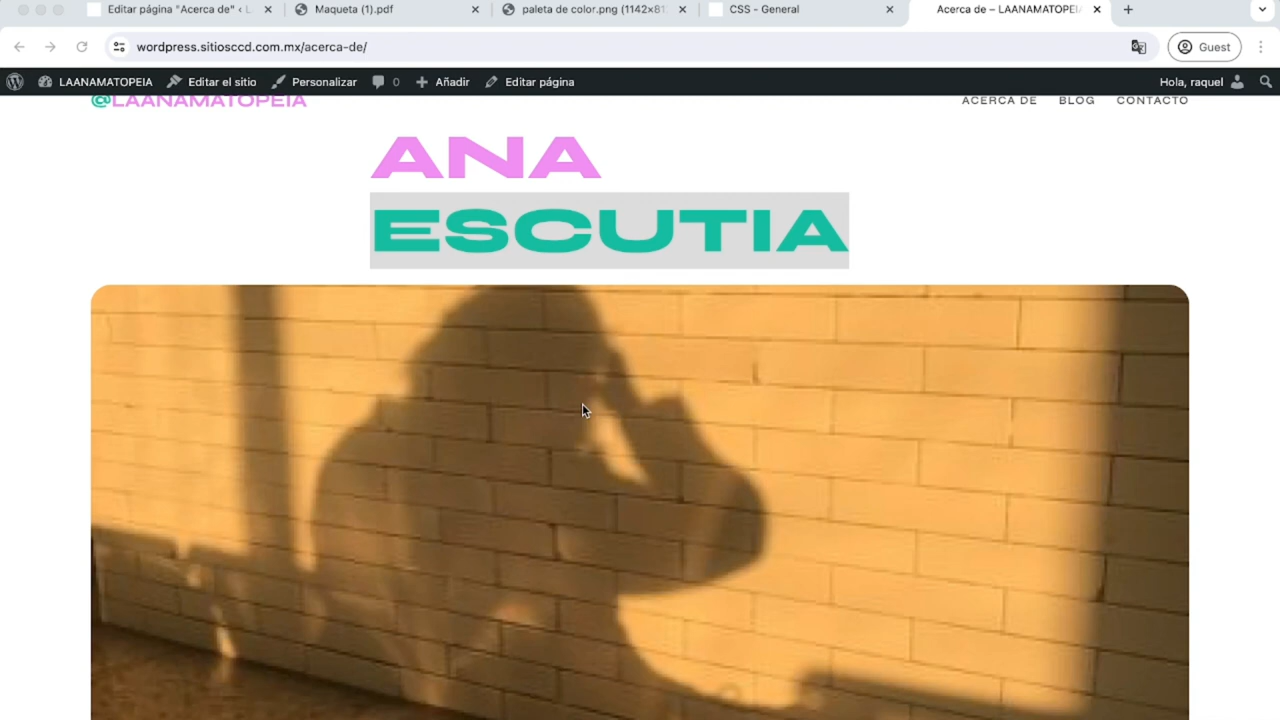 Editar página "Acerca de" ‹ L
Maqueta (1).pdf
paleta de color.png (1142×81
CSS - General
Acerca de – LAANAMATOPEI
wordpress.sitiosccd.com.mx/acerca-de/
Guest
LAANAMATOPEIA
Editar el sitio
Personalizar
0
Añadir
Editar página
Hola, raquel
@LAANAMATOPEIA
ACERCA DE
BLOG
CONTACTO
ANA
ESCUTIA